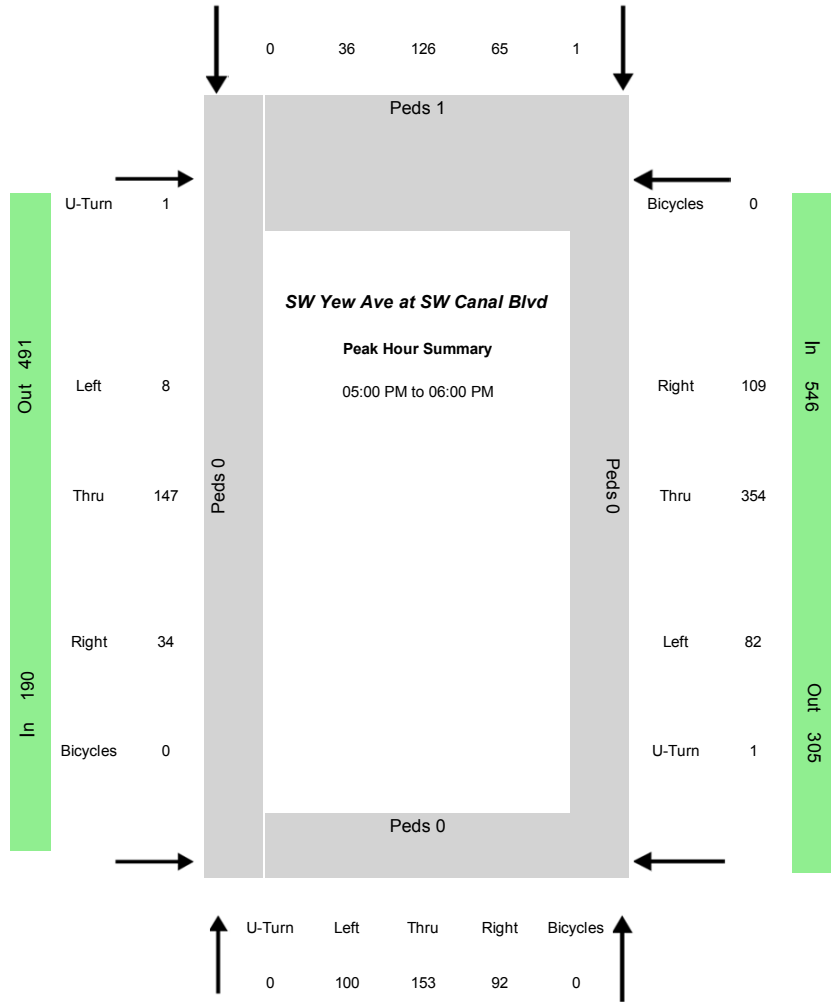 0 36 126 65 1
Peds 1
U-Turn 1
Bicycles 0
SW Yew Ave at SW Canal Blvd
Peak Hour Summary
05:00 PM to 06:00 PM
Out 491
In 546
Left 8
Right 109
Peds 0
Peds 0
Thru 147
Thru 354
Right 34
Left 82
In 190
Out 305
Bicycles 0
U-Turn 1
Peds 0
U-Turn Left Thru Right Bicycles
0 100 153 92 0